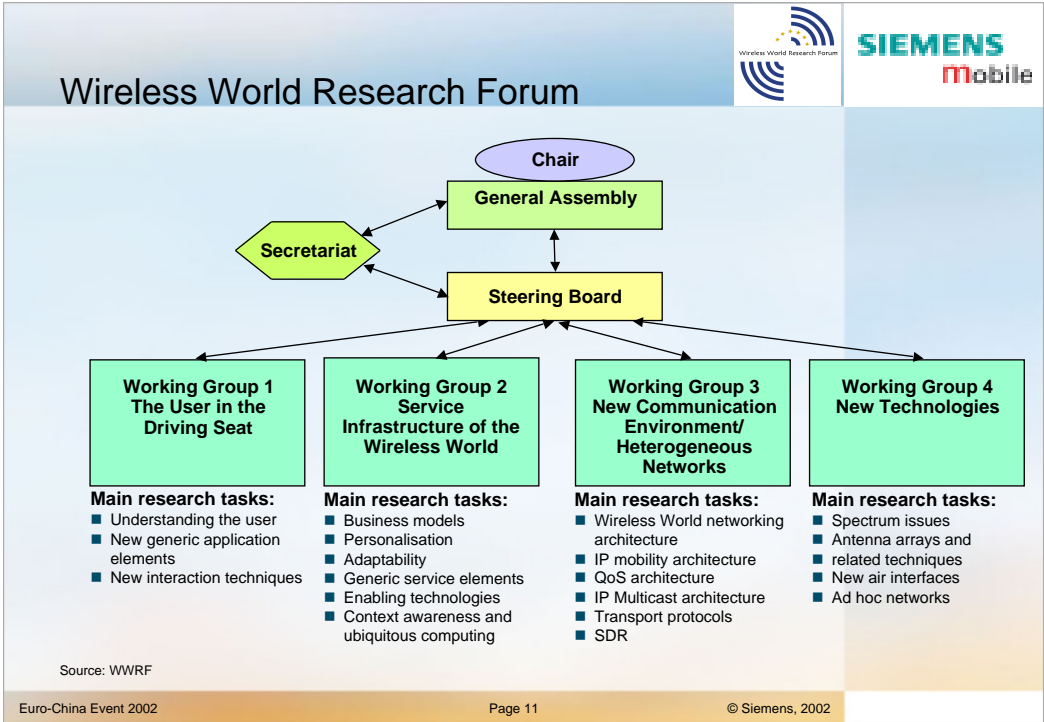 Wireless World Research Forum
SIEMENS
mobile
Wireless World Research Forum
Chair
General Assembly
Secretariat
Steering Board
Working Group 1
The User in the
Driving Seat
Main research tasks:
Understanding the user
New generic application
elements
New interaction techniques
Working Group 2
Service
Infrastructure of the
Wireless World
Main research tasks:
Business models
Personalisation
Adaptability
Generic service elements
Enabling technologies
Context awareness and
ubiquitous computing
Working Group 3
New Communication
Environment/
Heterogeneous
Networks
Main research tasks:
Wireless World networking
architecture
IP mobility architecture
QoS architecture
IP Multicast architecture
Transport protocols
SDR
Working Group 4
New Technologies
Main research tasks:
Spectrum issues
Antenna arrays and
related techniques
New air interfaces
Ad hoc networks
Source: WWRF
Euro-China Event 2002
Page 11
© Siemens, 2002